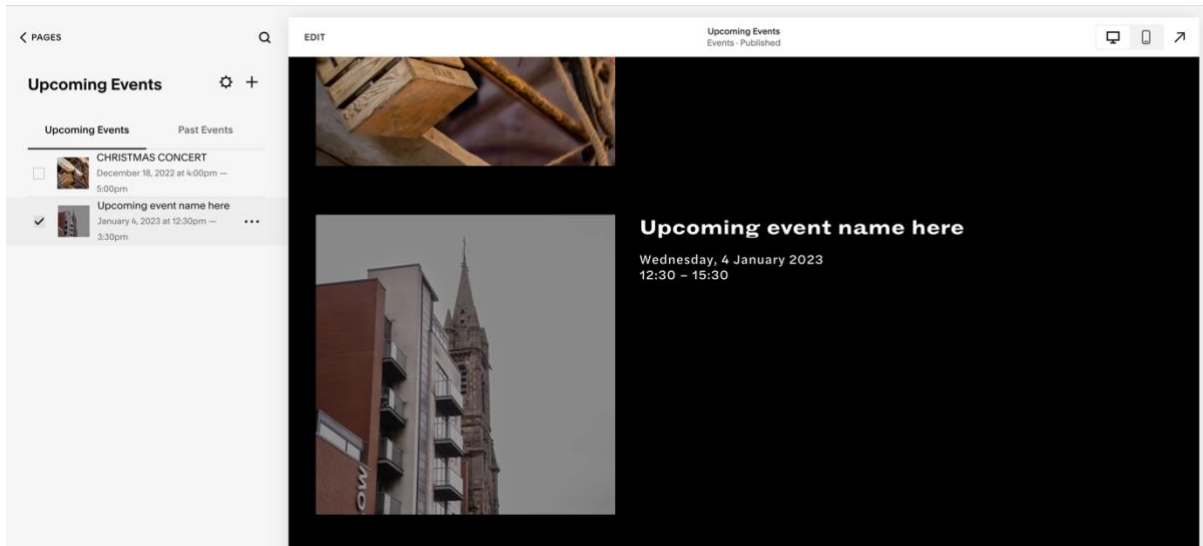 PAGES
Upcoming Events
Upcoming Events Past Events
CHRISTMAS CONCERT
December 18, 2022 at 4:00pm —
5:00pm
Upcoming event name here
January 4, 2023 at 12:30pm —
3:30pm
EDIT
Upcoming Events
Events · Published
Upcoming event name here
Wednesday, 4 January 2023
12:30 – 15:30
OW